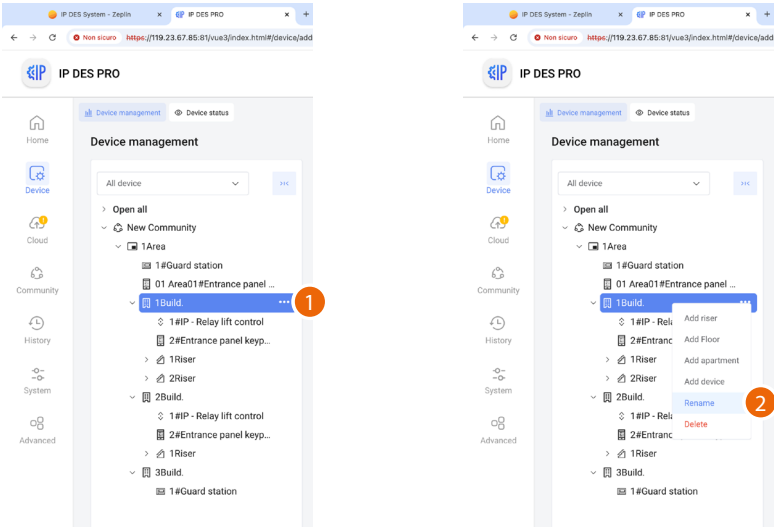 IP DES System - Zeplin × IP DES PRO × +
Non sicuro https://119.23.67.85:81/vue3/index.html#/device/add
IP DES PRO
Device management Device status
Home
Device management
Device
All device
Open all
New Community
Cloud
1Area
1#Guard station
01 Area01#Entrance panel ...
Community
1Build. ••• 1
1#IP - Relay lift control
History
2#Entrance panel keyp...
1Riser
2Riser
System
2Build.
1#IP - Relay lift control
Advanced
2#Entrance panel keyp...
1Riser
3Build.
1#Guard station
IP DES System - Zeplin × IP DES PRO × +
Non sicuro https://119.23.67.85:81/vue3/index.html#/device/add
IP DES PRO
Device management Device status
Home
Device management
Device
All device
Open all
New Community
Cloud
1Area
1#Guard station
01 Area01#Entrance panel ...
Community
1Build. •••
Add riser
1#IP - Rela
History
2#Entranc
Add Floor
1Riser
Add apartment
2Riser
Add device
System
2Build.
Rename 2
1#IP - Rela
Delete
Advanced
2#Entranc
1Riser
3Build.
1#Guard station